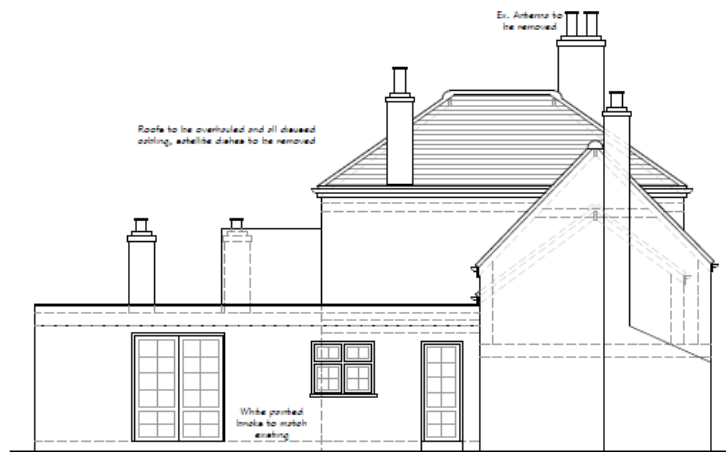 Ex. Antenna to
be removed
Roofs to be overhauled and all disused
cabling, satellite dishes to be removed
White painted
bricks to match
existing